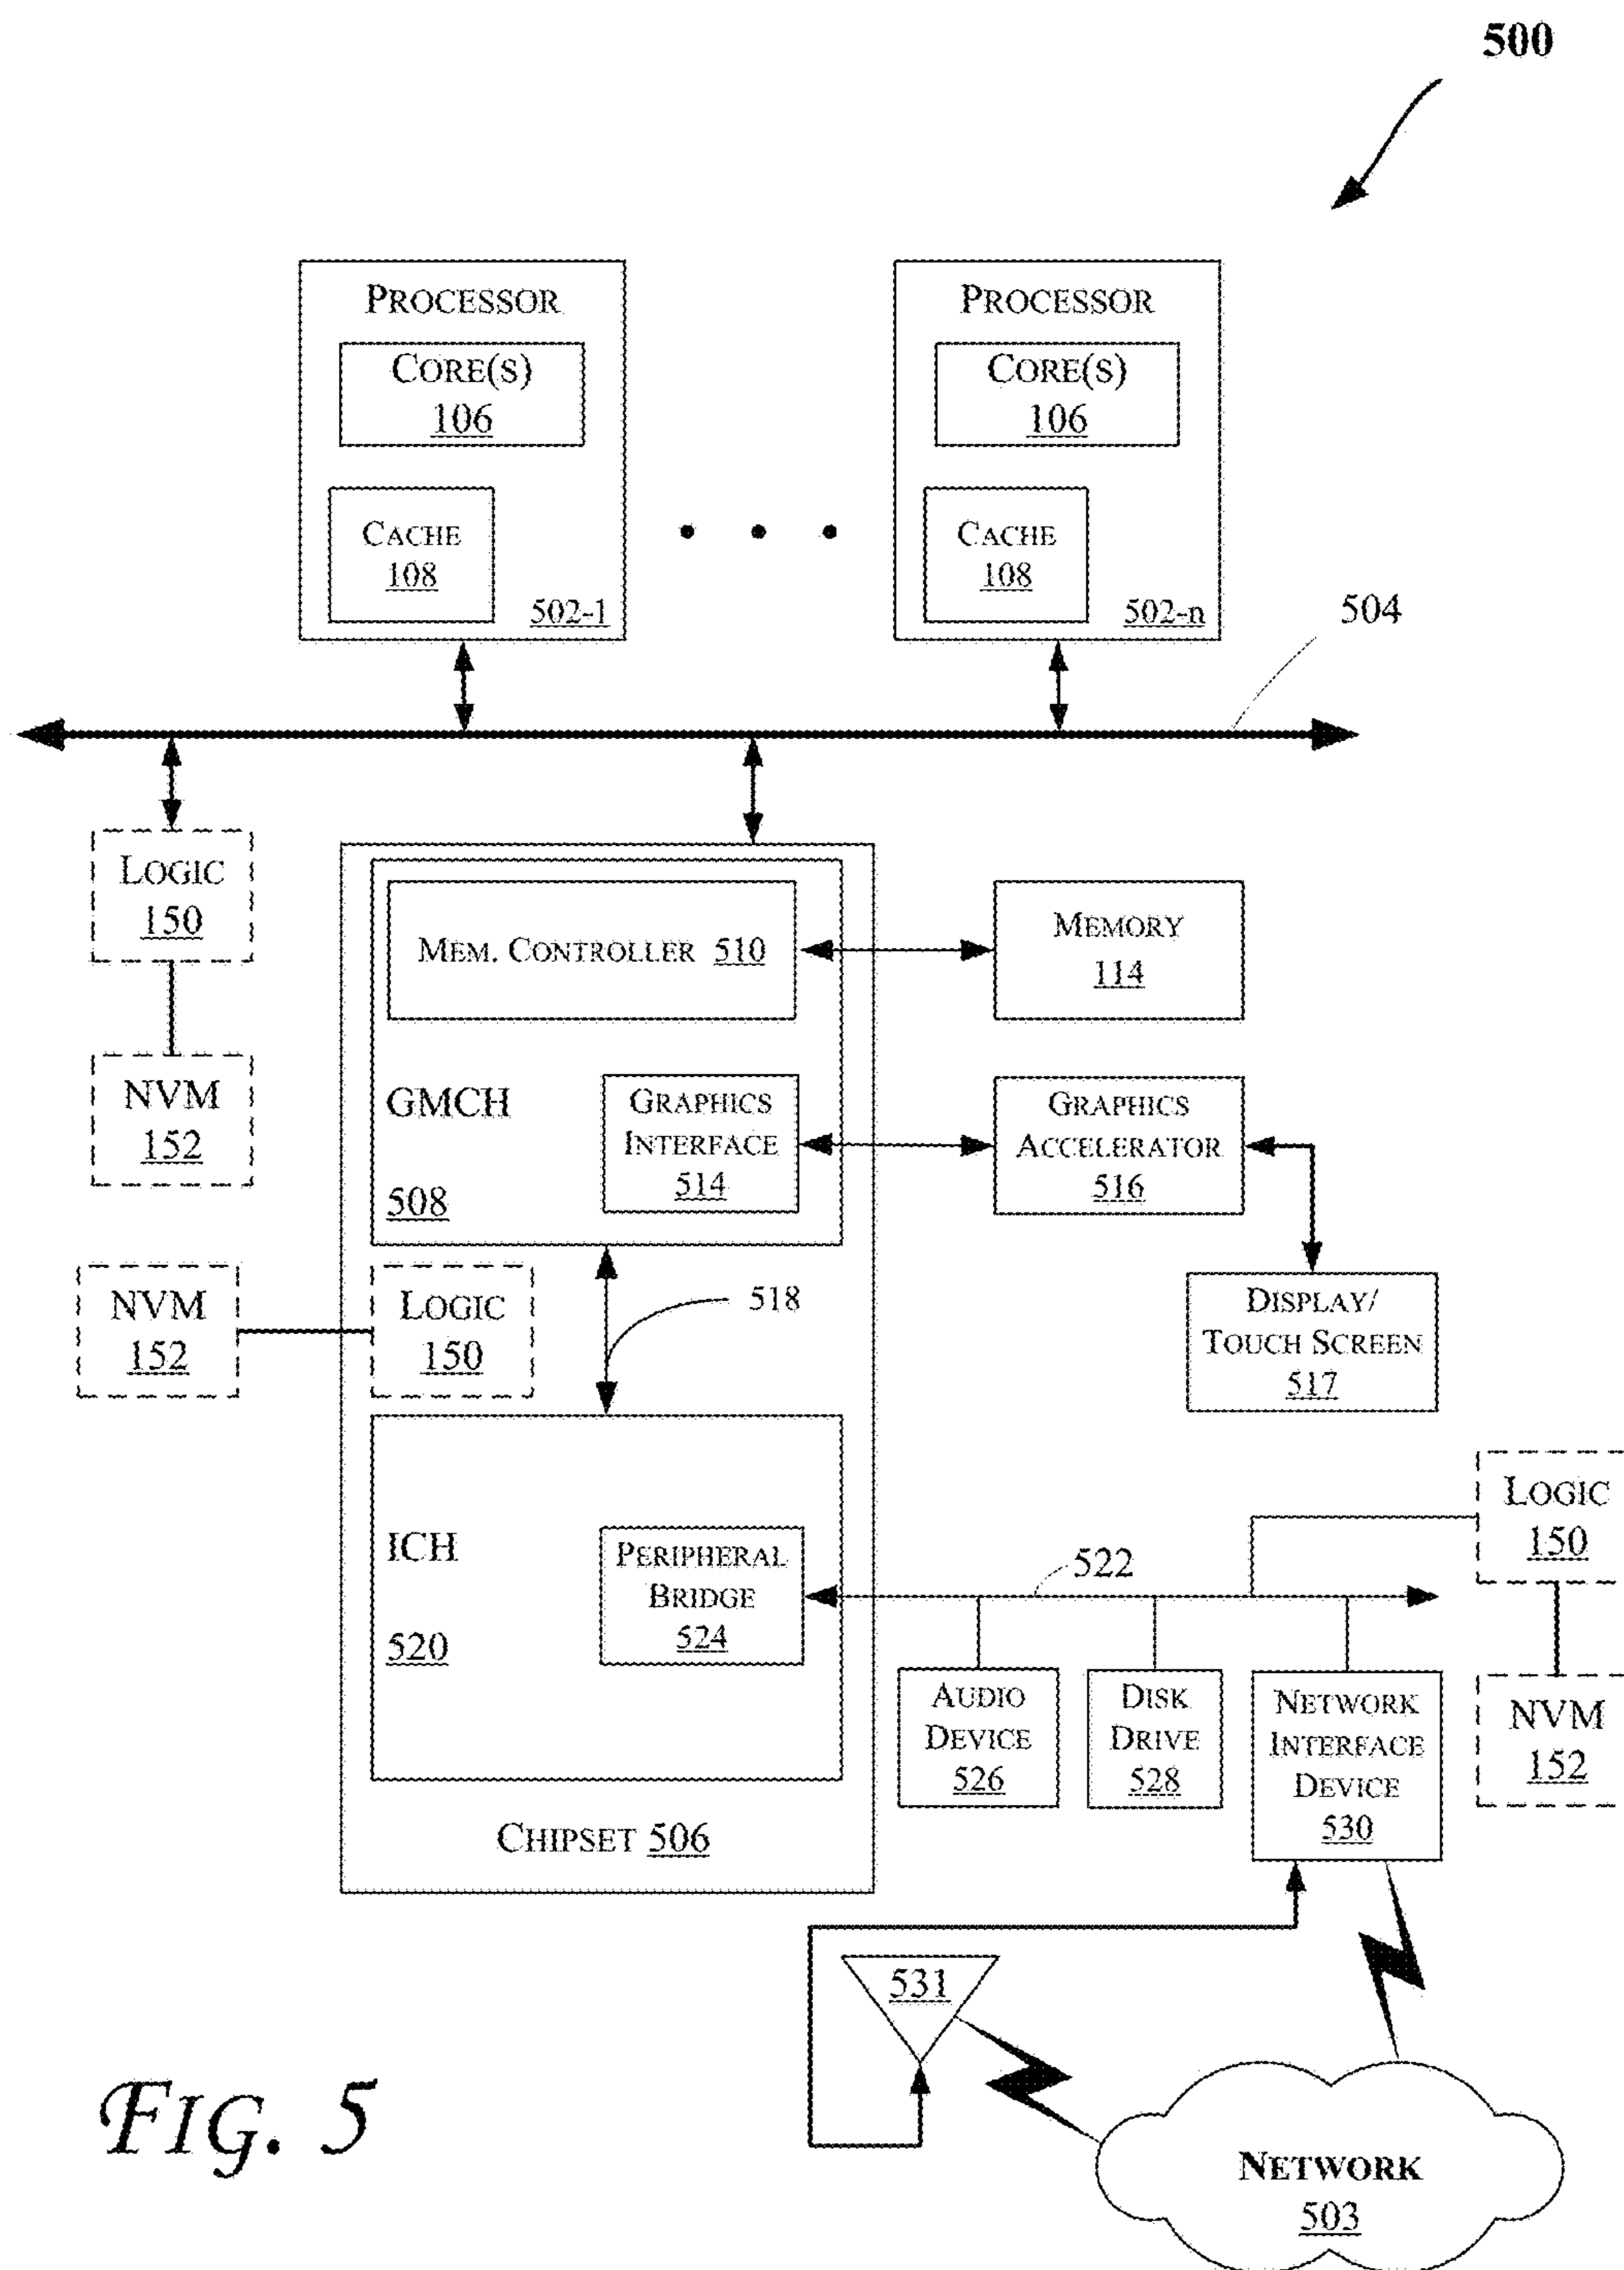 500
PROCESSOR
CORE(S)
106
CACHE
108
502-1
PROCESSOR
CORE(S)
106
CACHE
108
502-n
504
LOGIC
150
NVM
152
MEM. CONTROLLER 510
GMCH
508
GRAPHICS
INTERFACE
514
MEMORY
114
GRAPHICS
ACCELERATOR
516
DISPLAY/
TOUCH SCREEN
517
NVM
152
LOGIC
150
518
ICH
520
PERIPHERAL
BRIDGE
524
522
LOGIC
150
NVM
152
AUDIO
DEVICE
526
DISK
DRIVE
528
NETWORK
INTERFACE
DEVICE
530
CHIPSET 506
531
NETWORK
503
FIG. 5